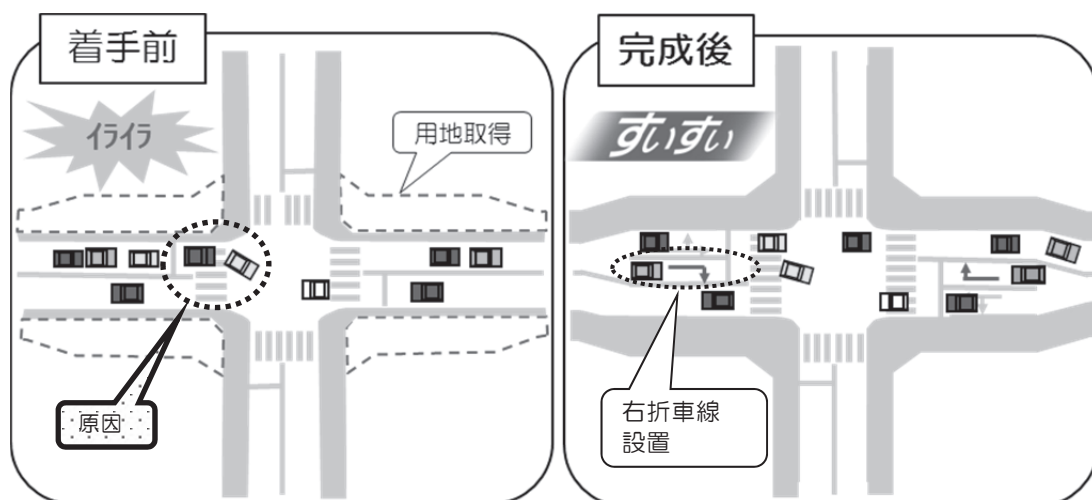 着手前
イライラ
用地取得
原因
完成後
すいすい
右折車線
設置